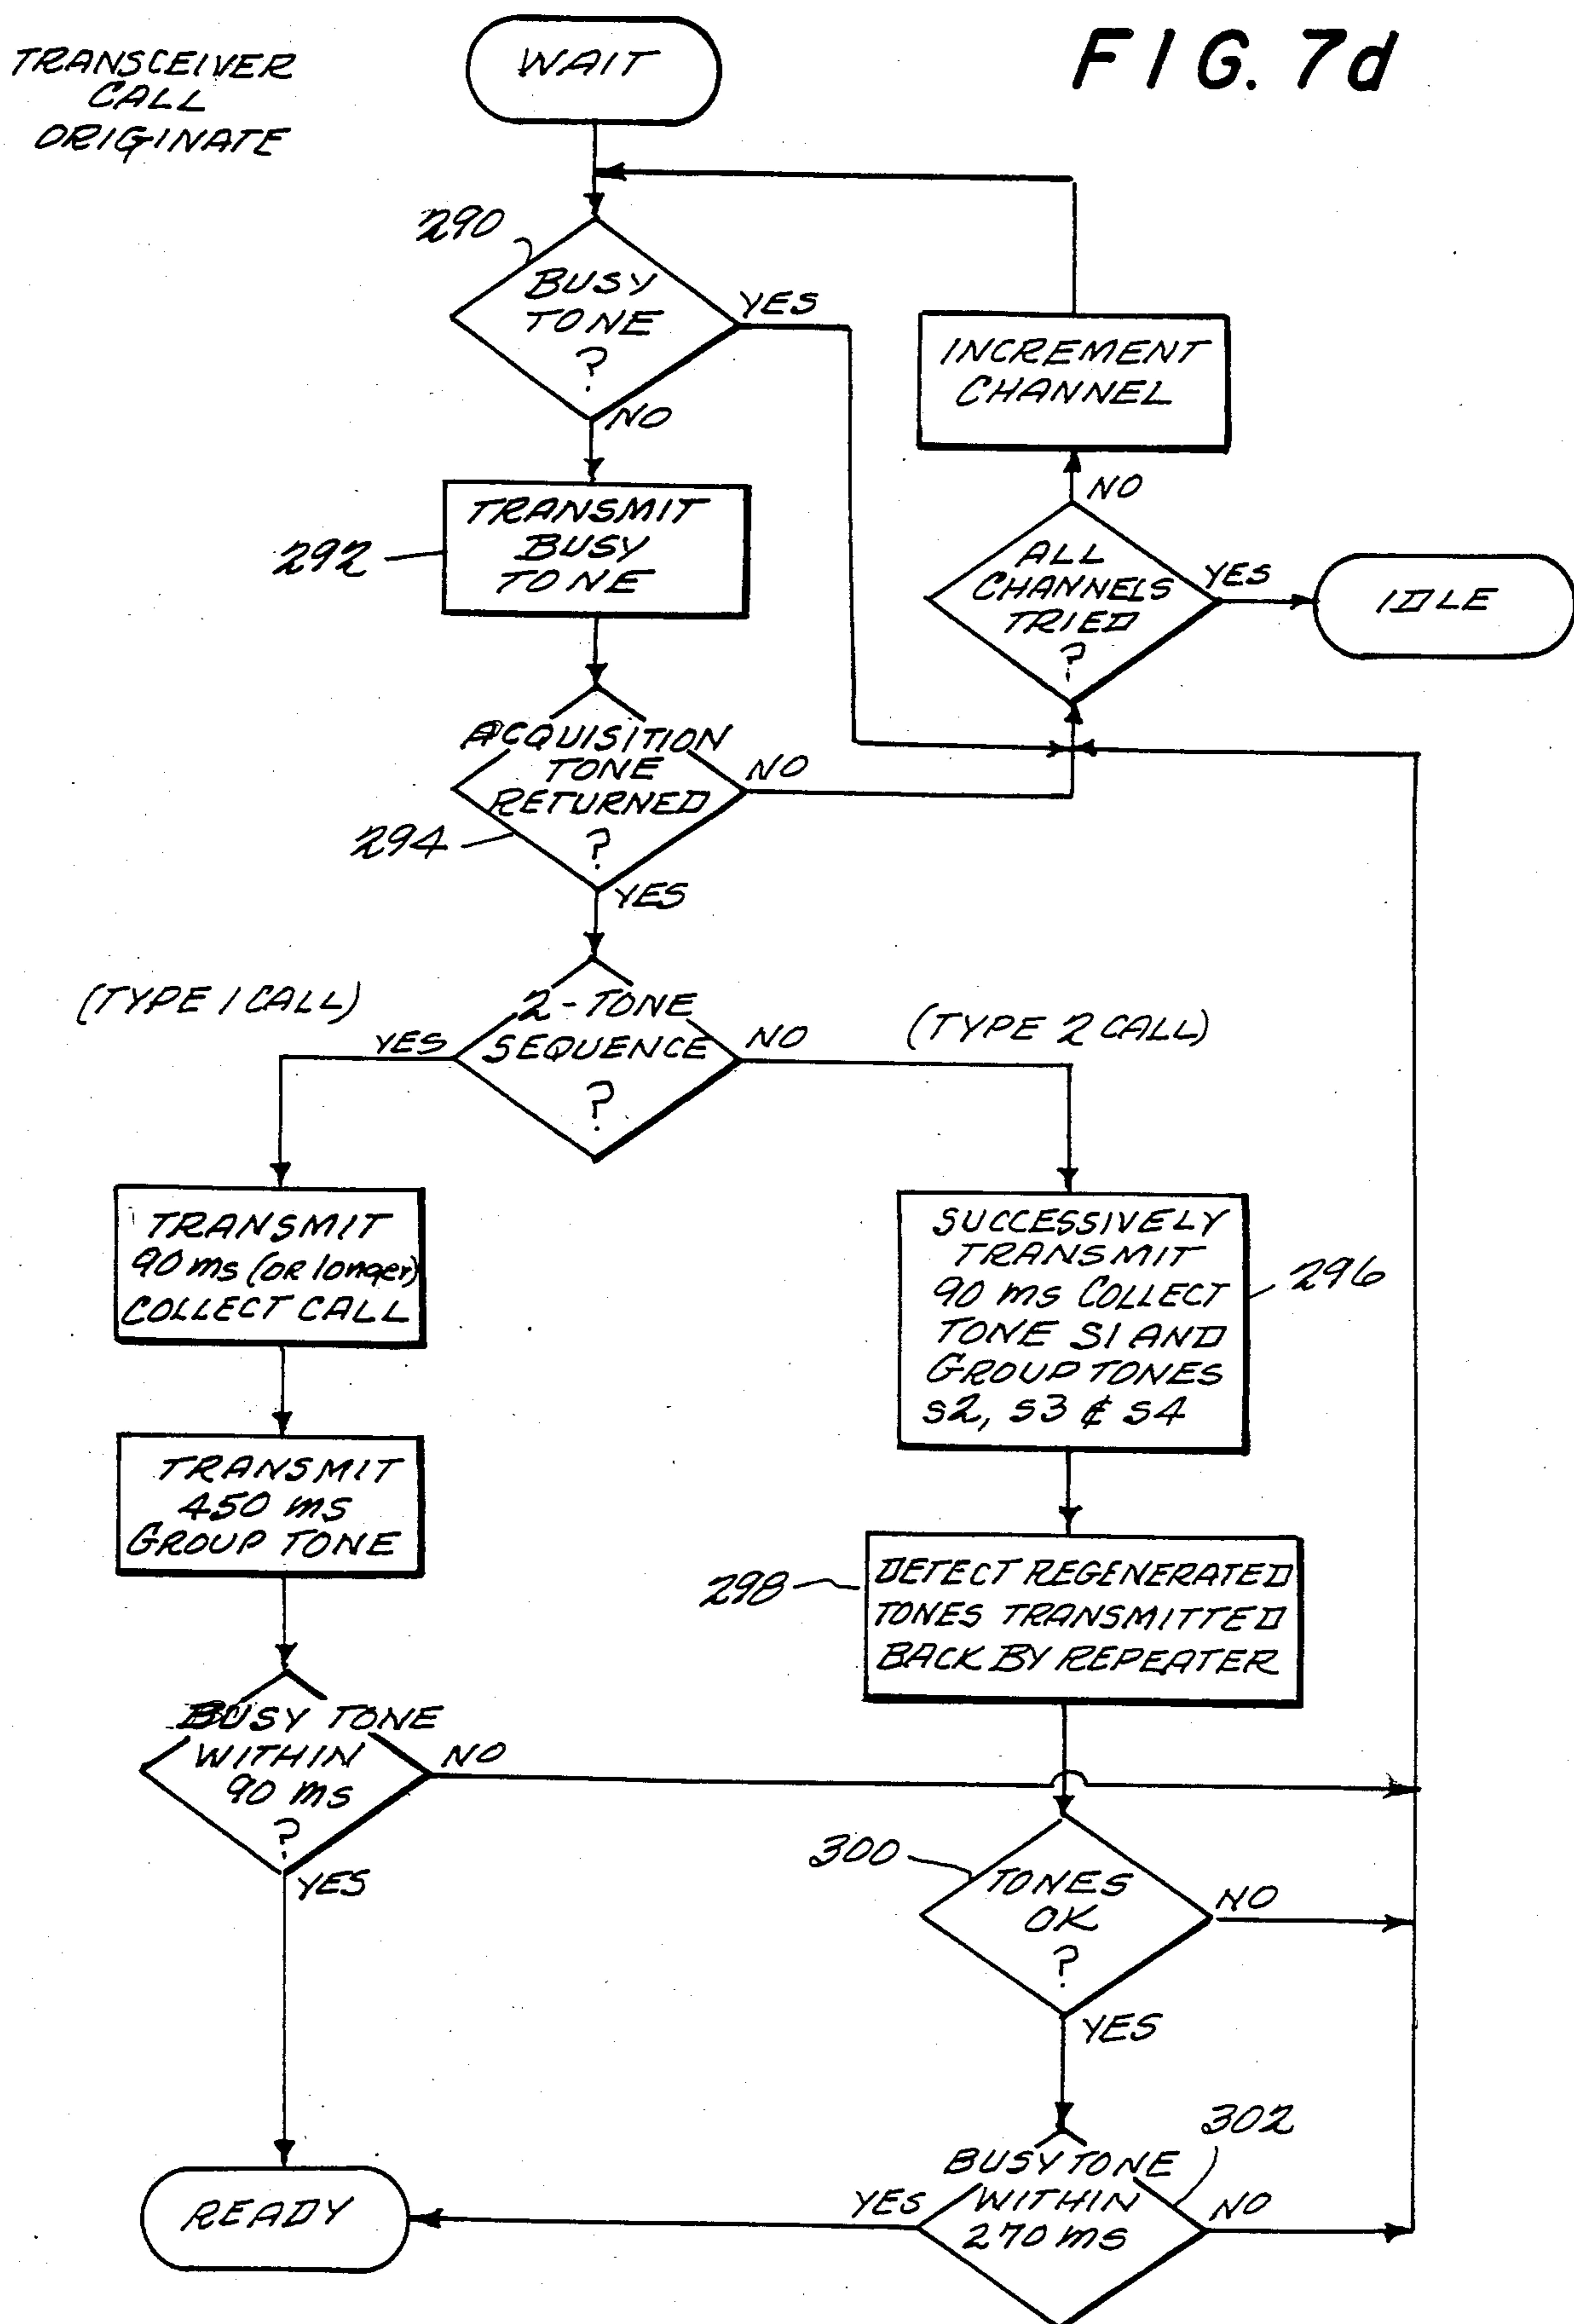 TRANSCEIVER
CALL
ORIGINATE
FIG. 7d
WAIT
290
BUSY
TONE
?
YES
NO
INCREMENT
CHANNEL
NO
292
TRANSMIT
BUSY
TONE
ALL
CHANNELS
TRIED
?
YES
IDLE
ACQUISITION
TONE
RETURNED
?
NO
294
YES
(TYPE 1 CALL)
2-TONE
SEQUENCE
?
YES
NO
(TYPE 2 CALL)
TRANSMIT
90 ms (OR longer)
COLLECT CALL
SUCCESSIVELY
TRANSMIT
90 ms COLLECT
TONE S1 AND
GROUP TONES
s2, s3 & s4
296
TRANSMIT
450 ms
GROUP TONE
298
DETECT REGENERATED
TONES TRANSMITTED
BACK BY REPEATER
BUSY TONE
WITHIN
90 ms
?
NO
YES
300
TONES
OK
?
NO
YES
302
BUSY TONE
WITHIN
270 ms
YES
NO
READY